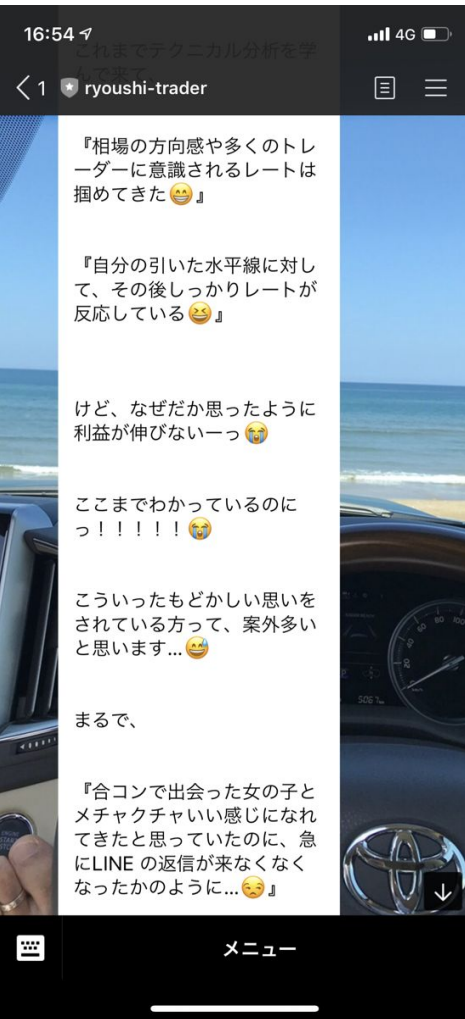 16:54
4G
これまでテクニカル分析を学
んで来て、
1 ryoushi-trader
『相場の方向感や多くのトレ
ーダーに意識されるレートは
掴めてきた😁』
『自分の引いた水平線に対し
て、その後しっかりレートが
反応している😆』
けど、なぜだか思ったように
利益が伸びないーっ😭
ここまでわかっているのに
っ！！！！！😭
こういったもどかしい思いを
されている方って、案外多い
と思います...😅
まるで、
『合コンで出会った女の子と
メチャクチャいい感じになれ
てきたと思っていたのに、急
にLINE の返信が来なくなく
なったかのように...😒』
メニュー